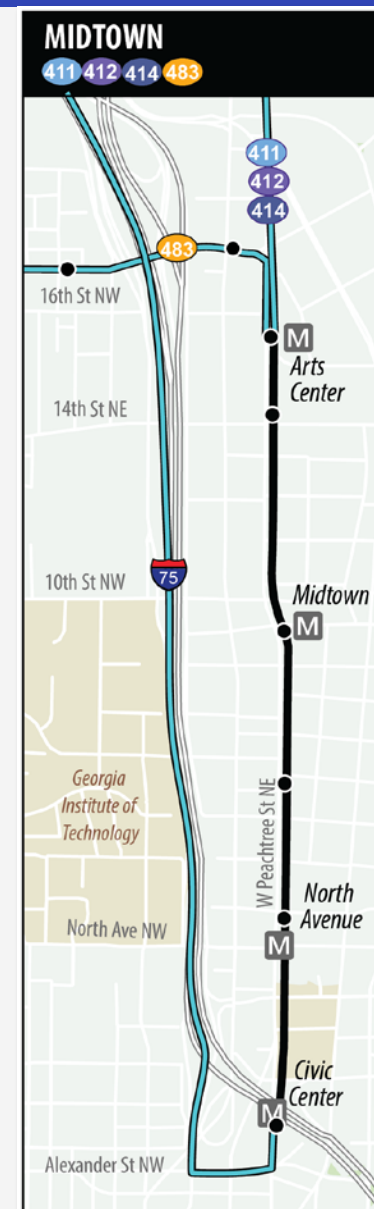 MIDTOWN
411 412 414 483
411
412
414
483
16th St NW
M
Arts
Center
14th St NE
75
10th St NW
Midtown
M
Georgia
Institute of
Technology
W Peachtree St NE
North
Avenue
North Ave NW
M
Civic
Center
M
Alexander St NW